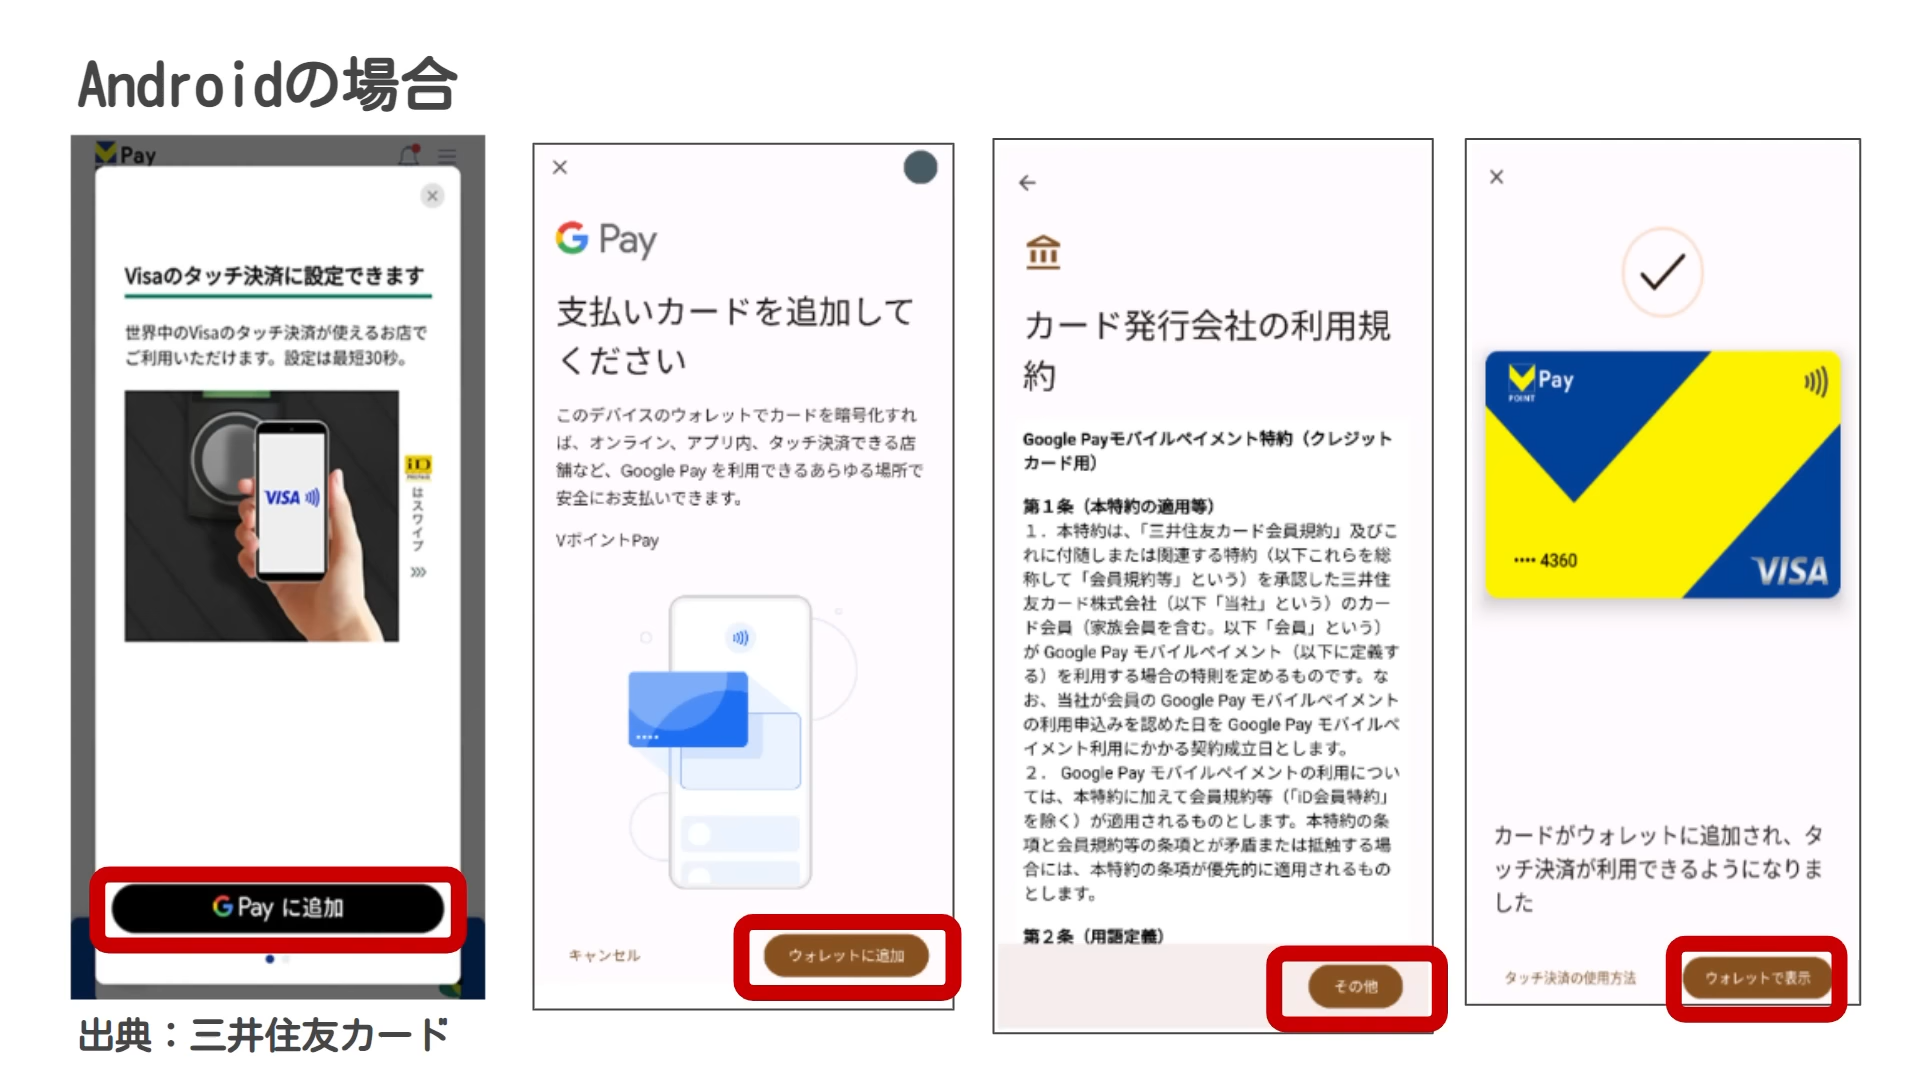 Androidの場合
Pay
Visaのタッチ決済に設定できます
世界中のVisaのタッチ決済が使えるお店で
ご利用いただけます。設定は最短30秒。
VISA
iD
はスワイプ
G Pay に追加
G Pay
支払いカードを追加して
ください
このデバイスのウォレットでカードを暗号化すれ
ば、オンライン、アプリ内、タッチ決済できる店
舗など、Google Pay を利用できるあらゆる場所で
安全にお支払いできます。
VポイントPay
キャンセル
ウォレットに追加
カード発行会社の利用規
約
Google Payモバイルペイメント特約（クレジット
カード用）
第１条（本特約の適用等）
１．本特約は、「三井住友カード会員規約」及びこ
れに付随しまたは関連する特約（以下これらを総
称して「会員規約等」という）を承認した三井住
友カード株式会社（以下「当社」という）のカー
ド会員（家族会員を含む。以下「会員」という）
が Google Pay モバイルペイメント（以下に定義す
る）を利用する場合の特則を定めるものです。な
お、当社が会員の Google Pay モバイルペイメント
の利用申込みを認めた日を Google Pay モバイルペ
イメント利用にかかる契約成立日とします。
２． Google Pay モバイルペイメントの利用につい
ては、本特約に加えて会員規約等（「iD会員特約」
を除く）が適用されるものとします。本特約の条
項と会員規約等の条項とが矛盾または抵触する場
合には、本特約の条項が優先的に適用されるもの
とします。
第２条（用語定義）
その他
Pay
POINT
•••• 4360
VISA
カードがウォレットに追加され、タ
ッチ決済が利用できるようになりま
した
タッチ決済の使用方法
ウォレットで表示
出典：三井住友カード